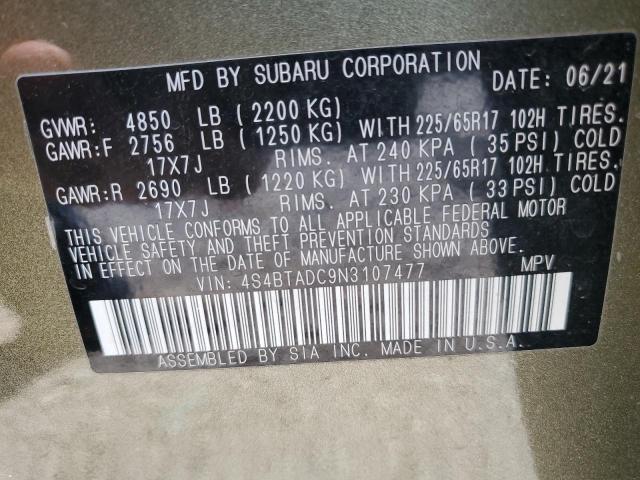 MFD BY SUBARU CORPORATION DATE: 06/21
GVWR: 4850 LB (2200 KG)
GAWR:F 2756 LB (1250 KG) WITH 225/65R17 102H TIRES.
17X7J RIMS. AT 240 KPA (35 PSI) COLD
GAWR:R 2690 LB (1220 KG) WITH 225/65R17 102H TIRES.
17X7J RIMS. AT 230 KPA (33 PSI) COLD
THIS VEHICLE CONFORMS TO ALL APPLICABLE FEDERAL MOTOR
VEHICLE SAFETY AND THEFT PREVENTION STANDARDS
IN EFFECT ON THE DATE OF MANUFACTURE SHOWN ABOVE.
VIN: 4S4BTADC9N3107477 MPV
ASSEMBLED BY SIA INC. MADE IN U.S.A.